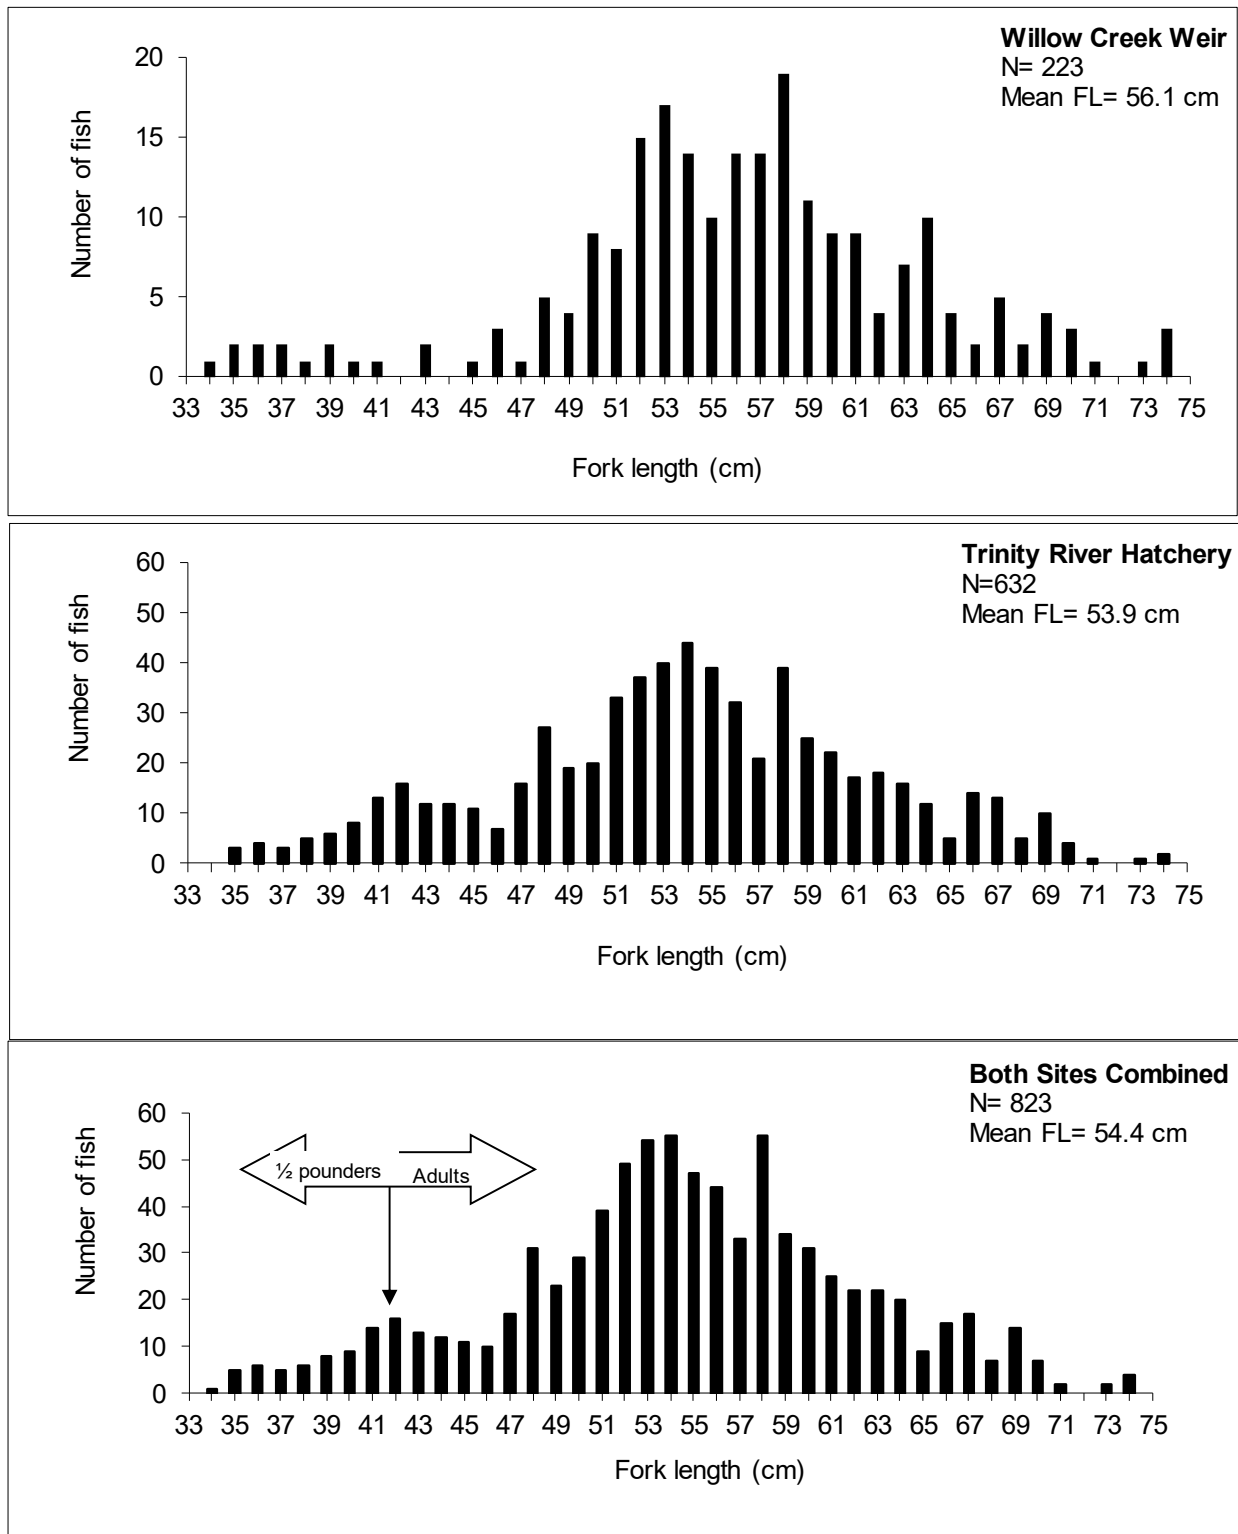 Willow Creek Weir
N= 223
Mean FL= 56.1 cm
Number of fish
20
15
10
5
0
33 35 37 39 41 43 45 47 49 51 53 55 57 59 61 63 65 67 69 71 73 75
Fork length (cm)
Trinity River Hatchery
N=632
Mean FL= 53.9 cm
Number of fish
60
50
40
30
20
10
0
33 35 37 39 41 43 45 47 49 51 53 55 57 59 61 63 65 67 69 71 73 75
Fork length (cm)
Both Sites Combined
N= 823
Mean FL= 54.4 cm
Number of fish
60
50
40
30
20
10
0
½ pounders
Adults
33 35 37 39 41 43 45 47 49 51 53 55 57 59 61 63 65 67 69 71 73 75
Fork length (cm)